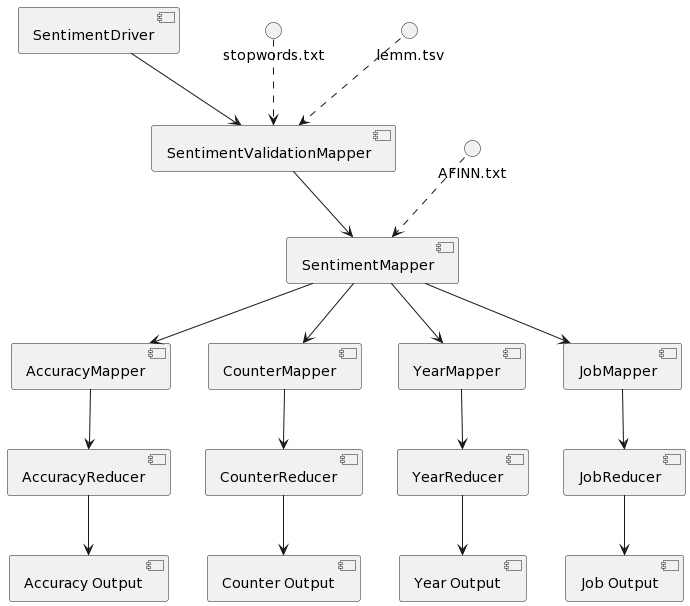 SentimentDriver
stopwords.txt
lemm.tsv
SentimentValidationMapper
AFINN.txt
SentimentMapper
AccuracyMapper
CounterMapper
YearMapper
JobMapper
AccuracyReducer
CounterReducer
YearReducer
JobReducer
Accuracy Output
Counter Output
Year Output
Job Output